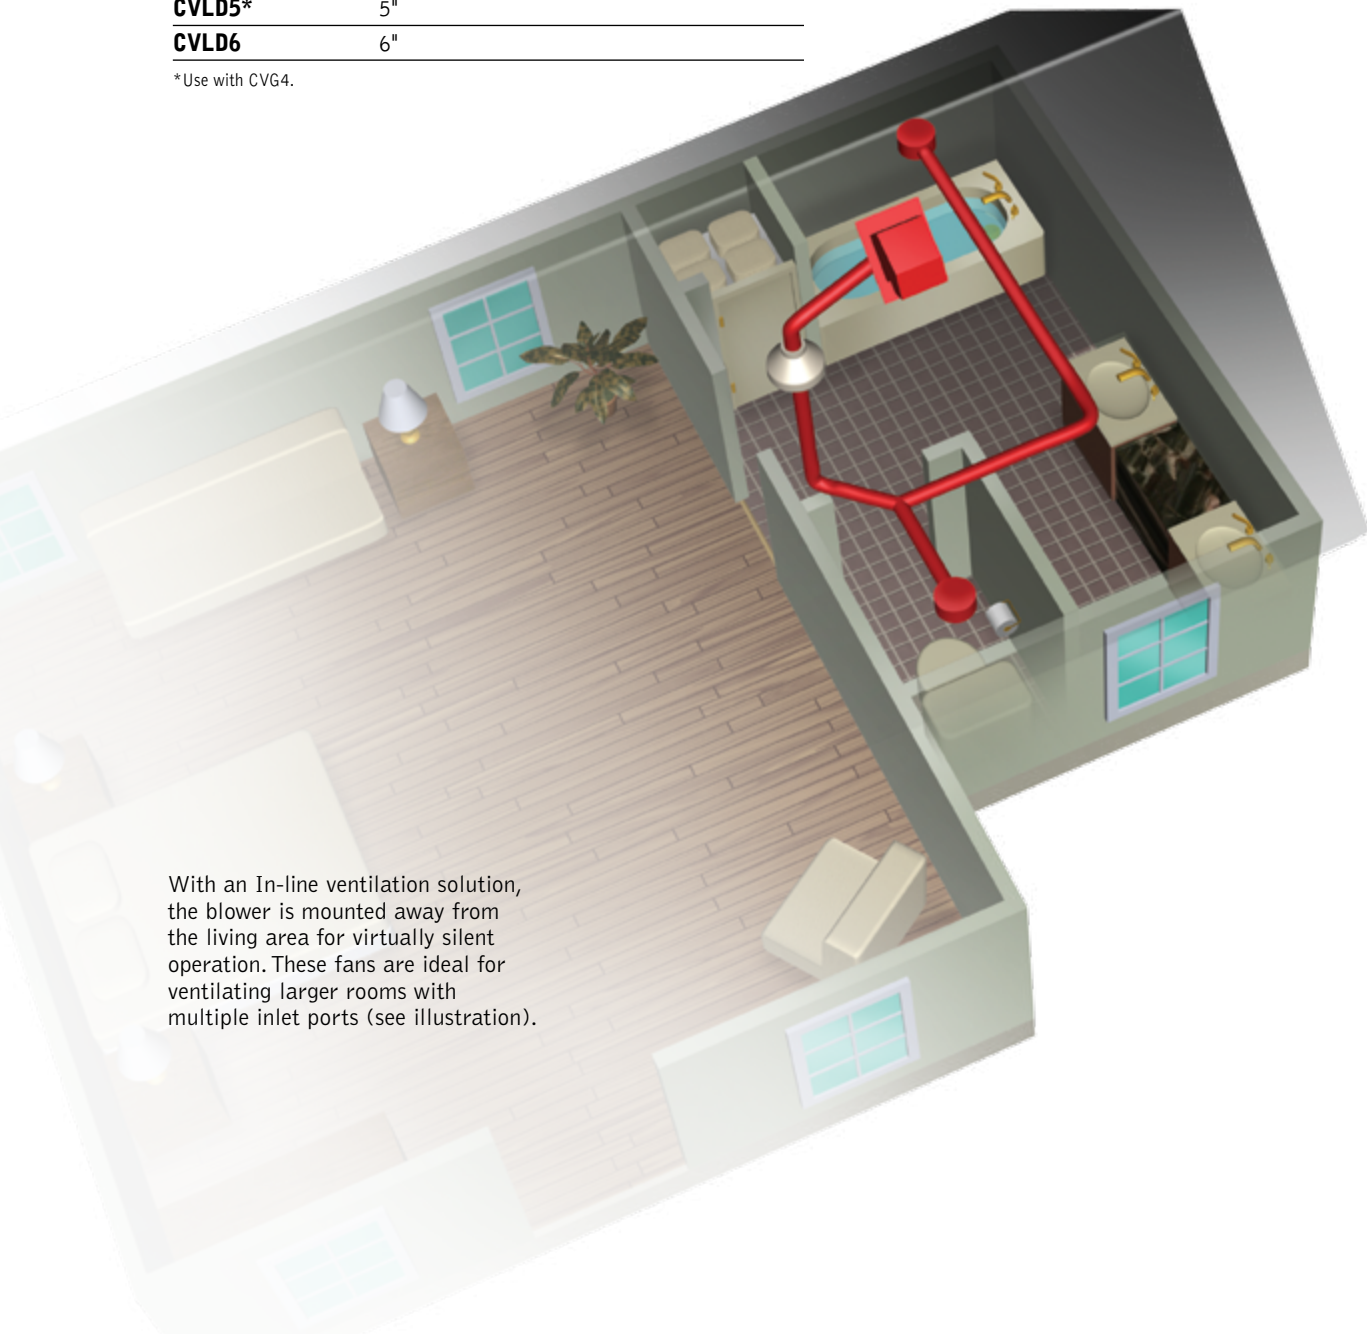 CVLD5* 5"
CVLD6 6"
*Use with CVG4.
With an In-line ventilation solution,
the blower is mounted away from
the living area for virtually silent
operation. These fans are ideal for
ventilating larger rooms with
multiple inlet ports (see illustration).